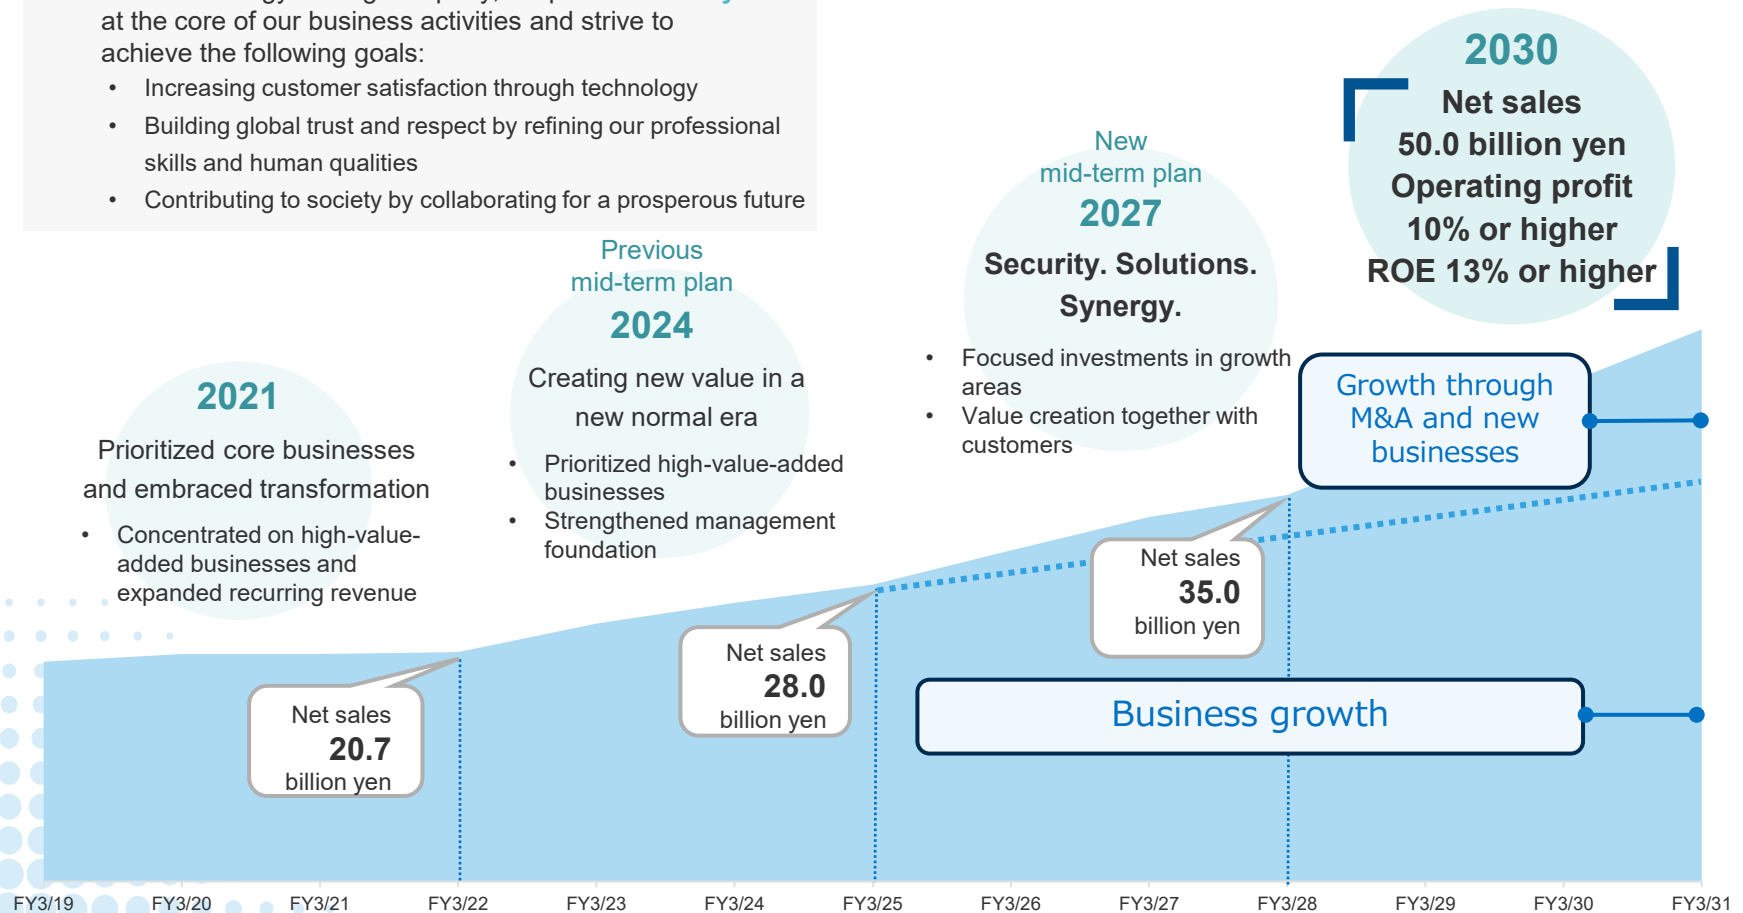 at the core of our business activities and strive to
achieve the following goals:
• Increasing customer satisfaction through technology
• Building global trust and respect by refining our professional
skills and human qualities
• Contributing to society by collaborating for a prosperous future
2021
Prioritized core businesses
and embraced transformation
• Concentrated on high-value-
added businesses and
expanded recurring revenue
Previous
mid-term plan
2024
Creating new value in a
new normal era
• Prioritized high-value-added
businesses
• Strengthened management
foundation
New
mid-term plan
2027
Security. Solutions.
Synergy.
• Focused investments in growth
areas
• Value creation together with
customers
2030
Net sales
50.0 billion yen
Operating profit
10% or higher
ROE 13% or higher
Growth through
M&A and new
businesses
Net sales
20.7
billion yen
Net sales
28.0
billion yen
Net sales
35.0
billion yen
Business growth
FY3/19 FY3/20 FY3/21 FY3/22 FY3/23 FY3/24 FY3/25 FY3/26 FY3/27 FY3/28 FY3/29 FY3/30 FY3/31